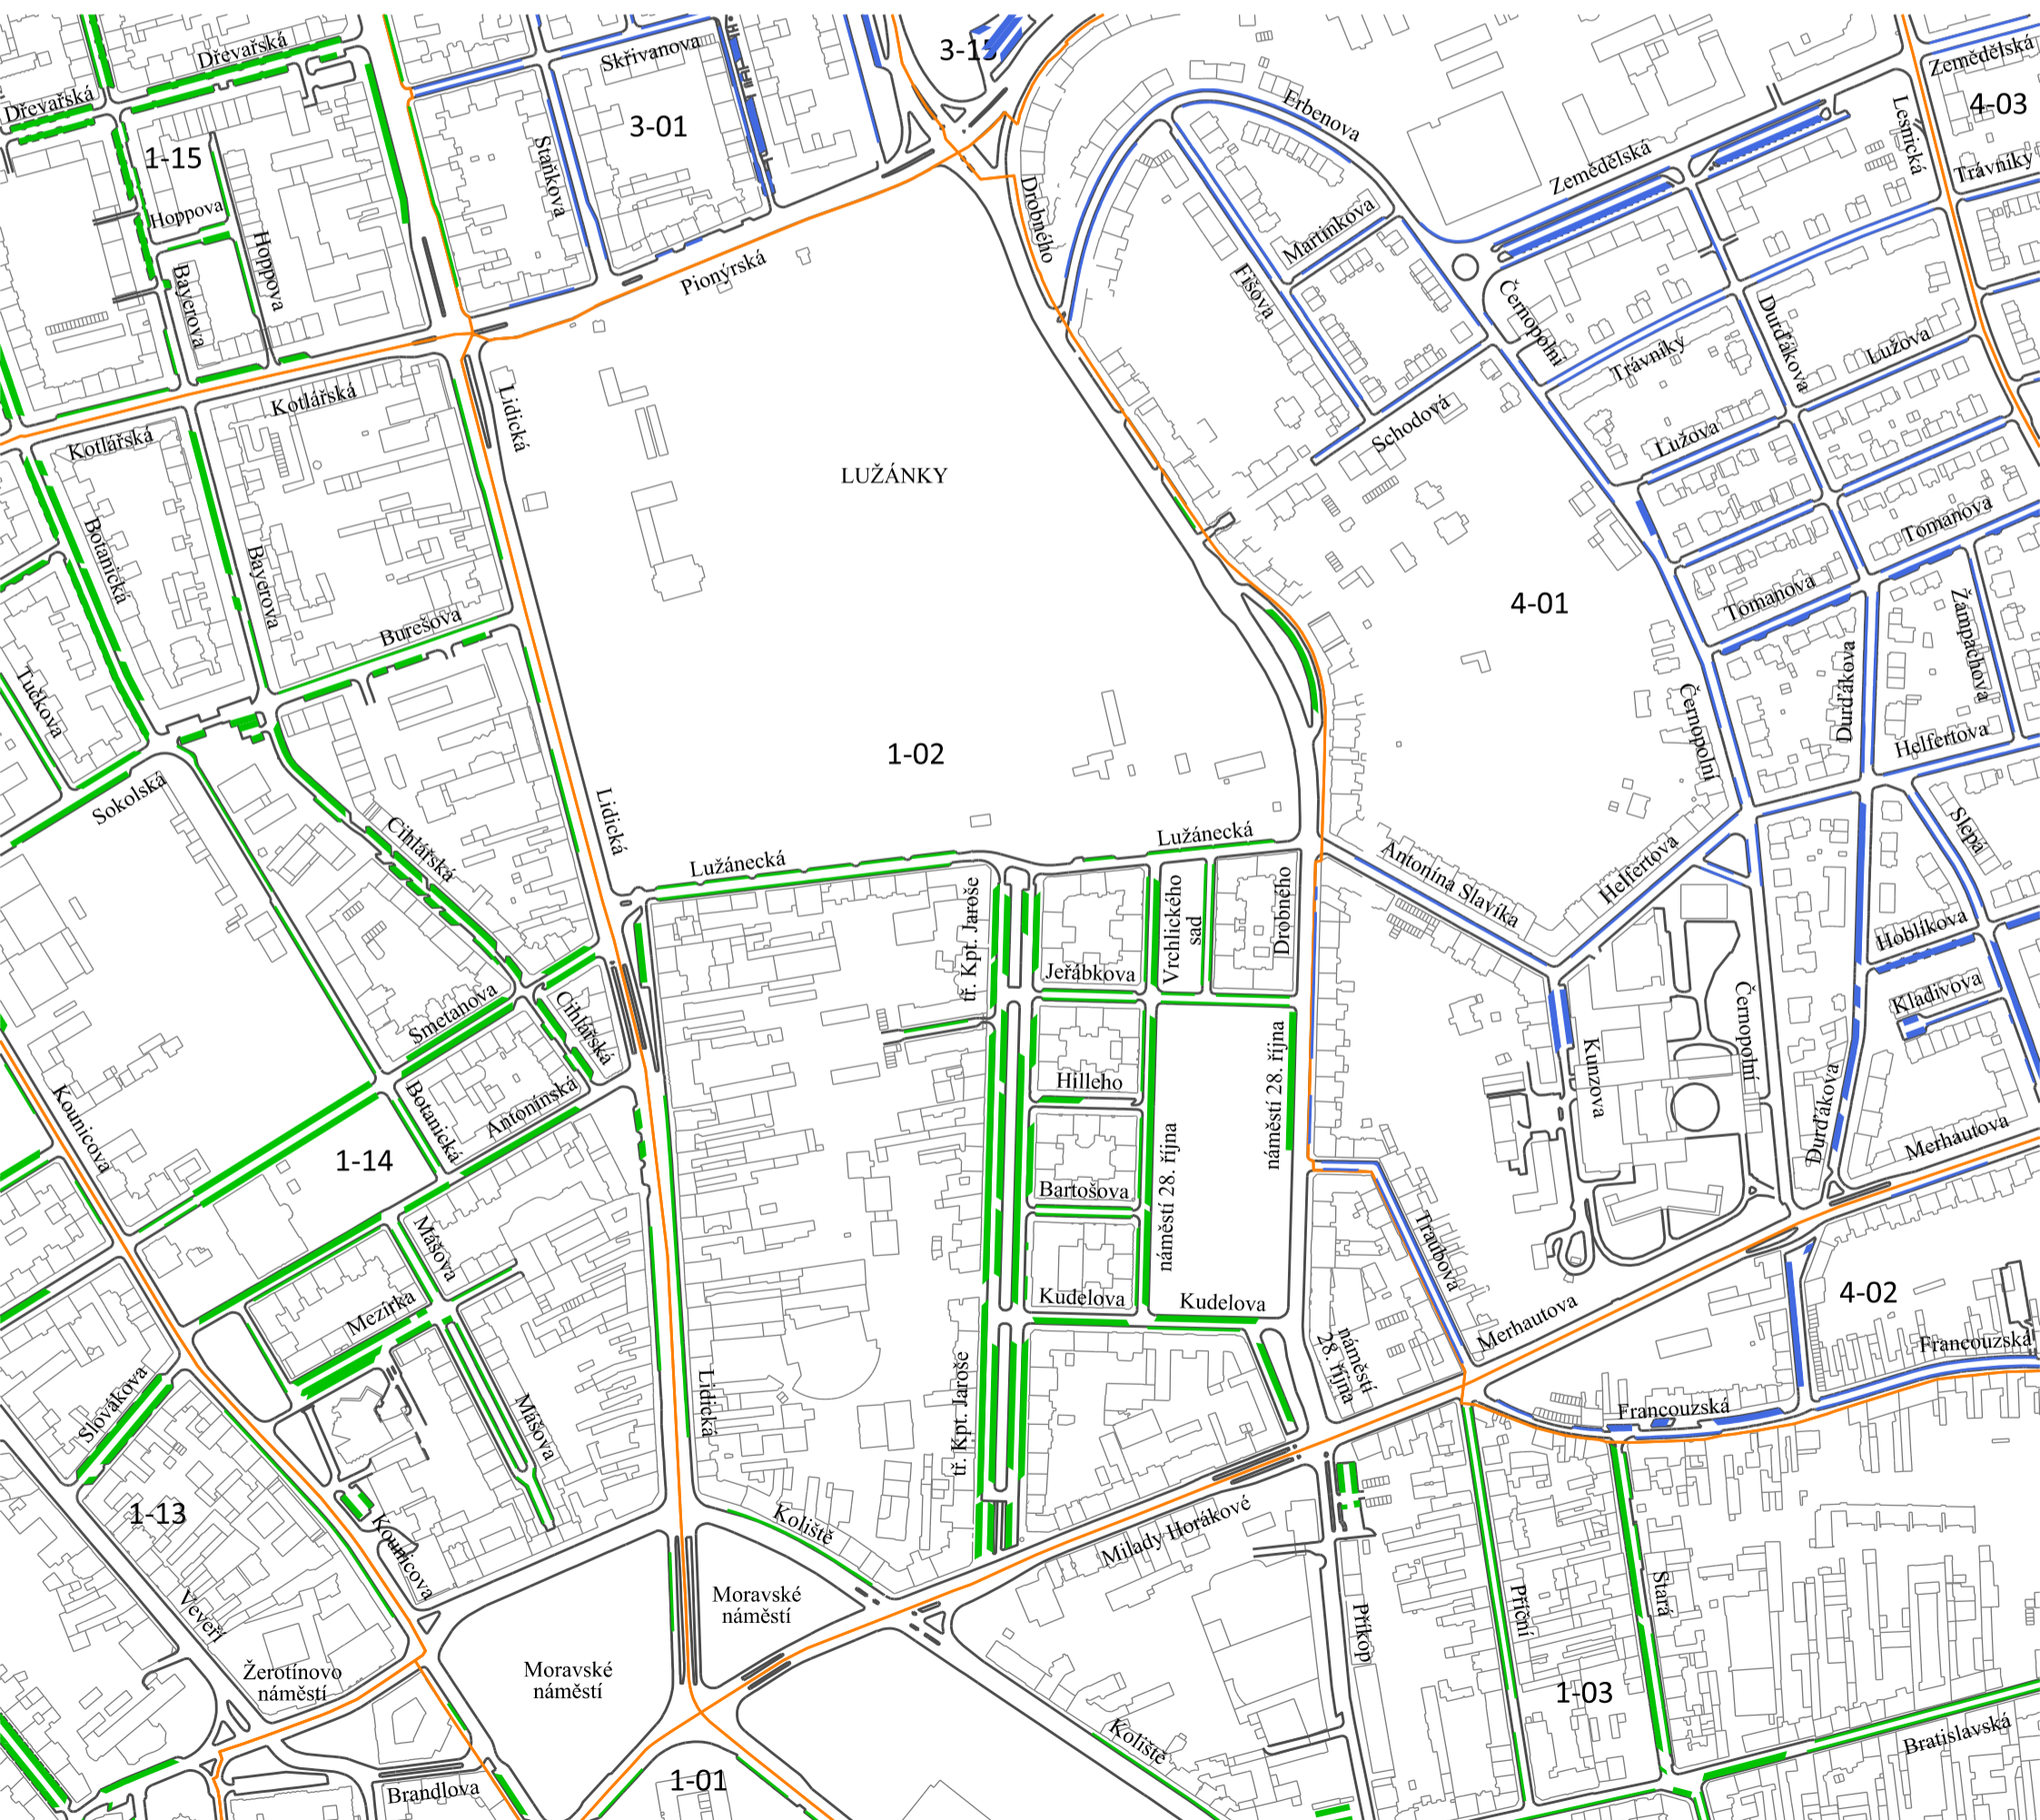 Dřevařská
Skřivanova
3-15
Zemědělská
Dřevařská
3-01
Erbenova
4-03
Lesnická
1-15
Staňkova
Zemědělská
Trávníky
Hoppova
Drobného
Martinkova
Hoppova
Pionýrská
Bayerova
Fišova
Černopolní
Durďákova
Lužova
Trávníky
Kotlářská
Lidická
Schodová
Kotlářská
Lužova
LUŽÁNKY
Botanická
Bayerova
Tomanova
Burešova
4-01
Tomanova
Žampachova
Tučkova
Durďákova
Černopolní
Helfertova
1-02
Sokolská
Lidická
Cihlářská
Lužánecká
Lužánecká
Slepá
Antonína Slavíka
Helfertova
tř. Kpt. Jaroše
Vrchlického
sad
Drobného
Hoblíkova
Jeřábkova
Kladivova
Smetanova
Cihlářská
Černopolní
Kounicova
Botanická
Antonínská
Hilleho
náměstí 28. října
Kunzova
Durďákova
Merhautova
1-14
náměstí 28. října
Bartošova
Mášova
Traubova
Mezírka
Kudelova
Kudelova
Merhautova
4-02
Francouzská
náměstí
28. října
Slovákova
Lidická
tř. Kpt. Jaroše
Mášova
Francouzská
1-13
Kounicova
Koliště
Milady Horákové
Veveří
Moravské
náměstí
Příkop
Příční
Stará
Žerotínovo
náměstí
Moravské
náměstí
1-03
Koliště
Bratislavská
Brandlova
1-01